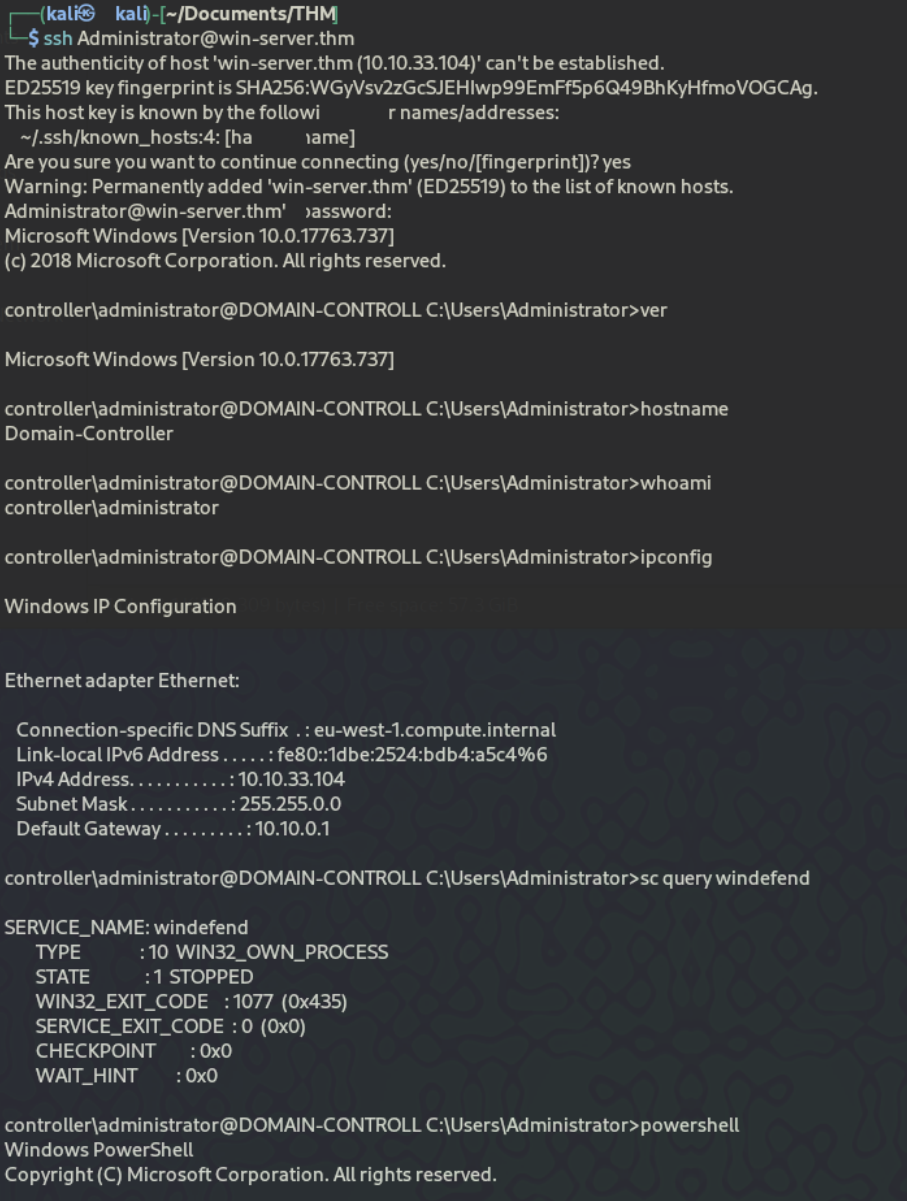 ┌──(kali㉿ kali)-[~/Documents/THM]
└─$ ssh Administrator@win-server.thm
The authenticity of host 'win-server.thm (10.10.33.104)' can't be established.
ED25519 key fingerprint is SHA256:WGyVsv2zGcSJEHIwp99EmFf5p6Q49BhKyHfmoVOGCAg.
This host key is known by the followi r names/addresses:
~/.ssh/known_hosts:4: [ha name]
Are you sure you want to continue connecting (yes/no/[fingerprint])? yes
Warning: Permanently added 'win-server.thm' (ED25519) to the list of known hosts.
Administrator@win-server.thm' password:
Microsoft Windows [Version 10.0.17763.737]
(c) 2018 Microsoft Corporation. All rights reserved.

controller\administrator@DOMAIN-CONTROLL C:\Users\Administrator>ver

Microsoft Windows [Version 10.0.17763.737]

controller\administrator@DOMAIN-CONTROLL C:\Users\Administrator>hostname
Domain-Controller

controller\administrator@DOMAIN-CONTROLL C:\Users\Administrator>whoami
controller\administrator

controller\administrator@DOMAIN-CONTROLL C:\Users\Administrator>ipconfig

Windows IP Configuration

Ethernet adapter Ethernet:

Connection-specific DNS Suffix . : eu-west-1.compute.internal
Link-local IPv6 Address . . . . . : fe80::1dbe:2524:bdb4:a5c4%6
IPv4 Address. . . . . . . . . . . : 10.10.33.104
Subnet Mask . . . . . . . . . . . : 255.255.0.0
Default Gateway . . . . . . . . . : 10.10.0.1

controller\administrator@DOMAIN-CONTROLL C:\Users\Administrator>sc query windefend

SERVICE_NAME: windefend
TYPE : 10 WIN32_OWN_PROCESS
STATE : 1 STOPPED
WIN32_EXIT_CODE : 1077 (0x435)
SERVICE_EXIT_CODE : 0 (0x0)
CHECKPOINT : 0x0
WAIT_HINT : 0x0

controller\administrator@DOMAIN-CONTROLL C:\Users\Administrator>powershell
Windows PowerShell
Copyright (C) Microsoft Corporation. All rights reserved.